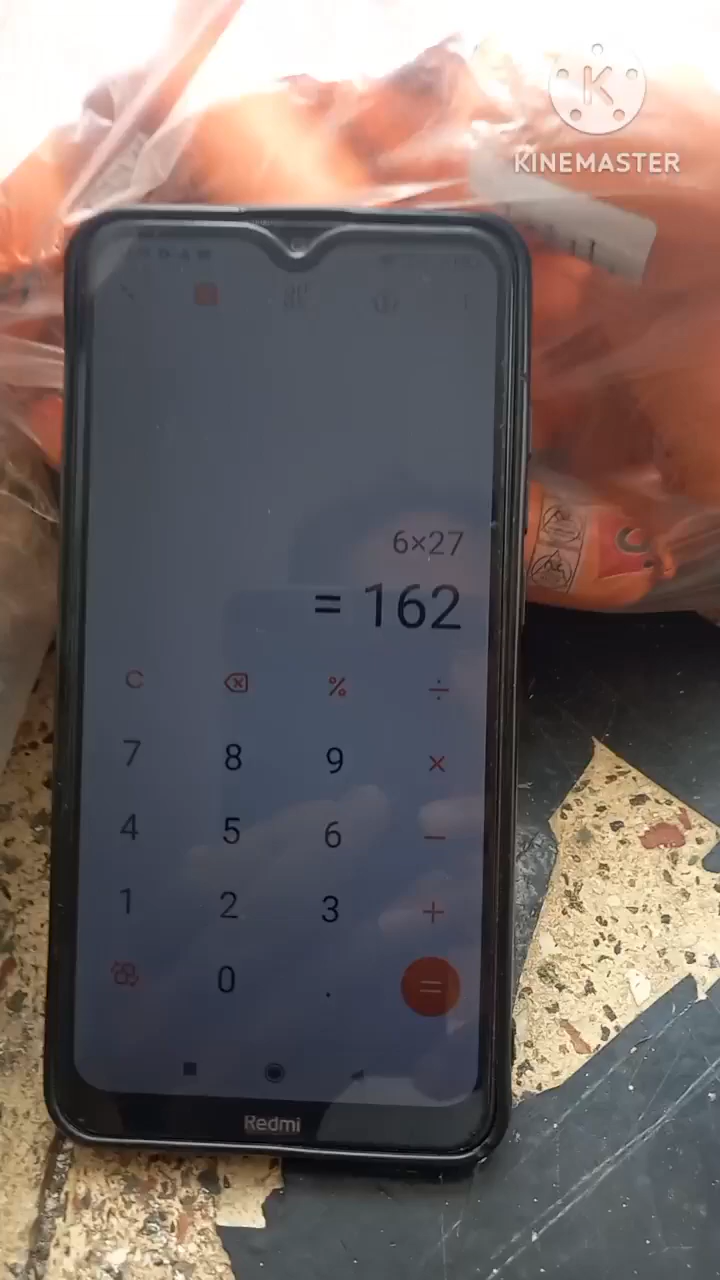 KINEMASTER
6×27
= 162
C % ÷
7 8 9 ×
4 5 6 −
1 2 3 +
0 . =
Redmi